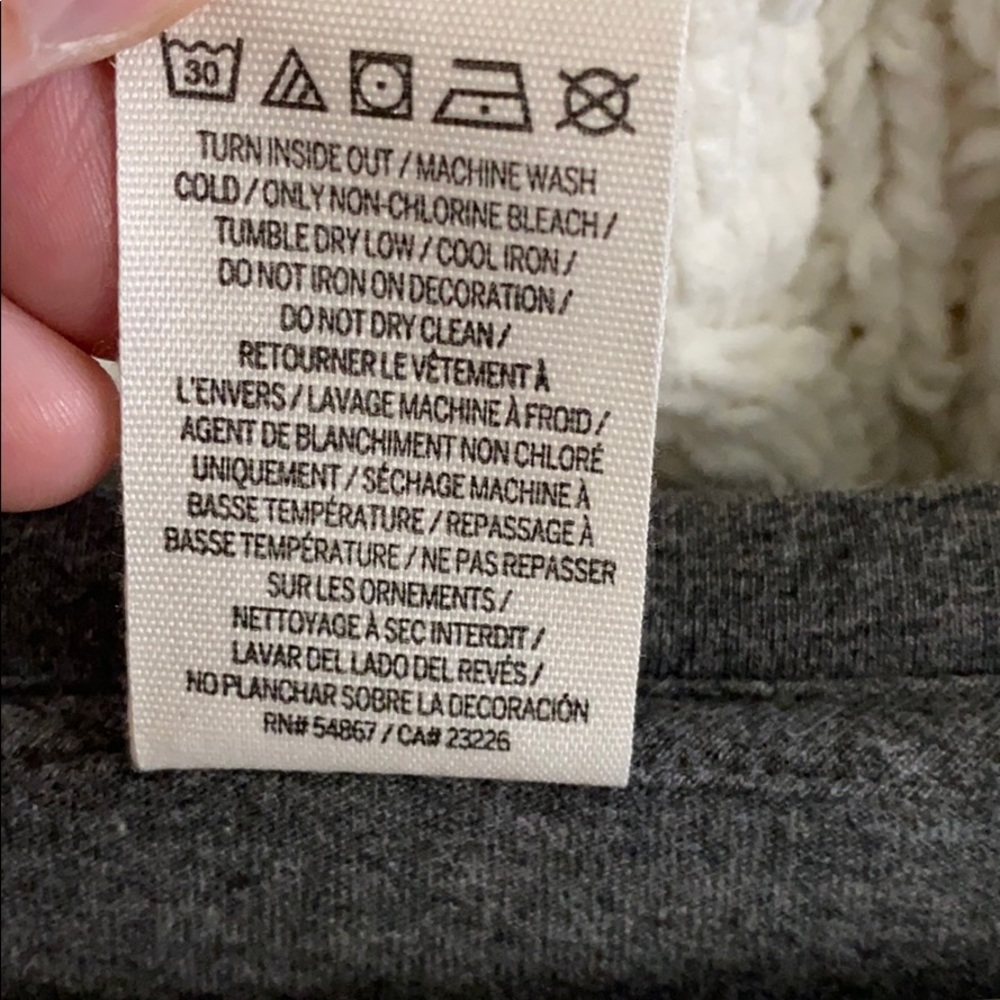 30
TURN INSIDE OUT / MACHINE WASH
COLD / ONLY NON-CHLORINE BLEACH /
TUMBLE DRY LOW / COOL IRON /
DO NOT IRON ON DECORATION /
DO NOT DRY CLEAN /
RETOURNER LE VÊTEMENT À
L'ENVERS / LAVAGE MACHINE À FROID /
AGENT DE BLANCHIMENT NON CHLORÉ
UNIQUEMENT / SÉCHAGE MACHINE À
BASSE TEMPÉRATURE / REPASSAGE À
BASSE TEMPÉRATURE / NE PAS REPASSER
SUR LES ORNEMENTS /
NETTOYAGE À SEC INTERDIT /
LAVAR DEL LADO DEL REVÉS /
NO PLANCHAR SOBRE LA DECORACIÓN
RN# 54867 / CA# 23226